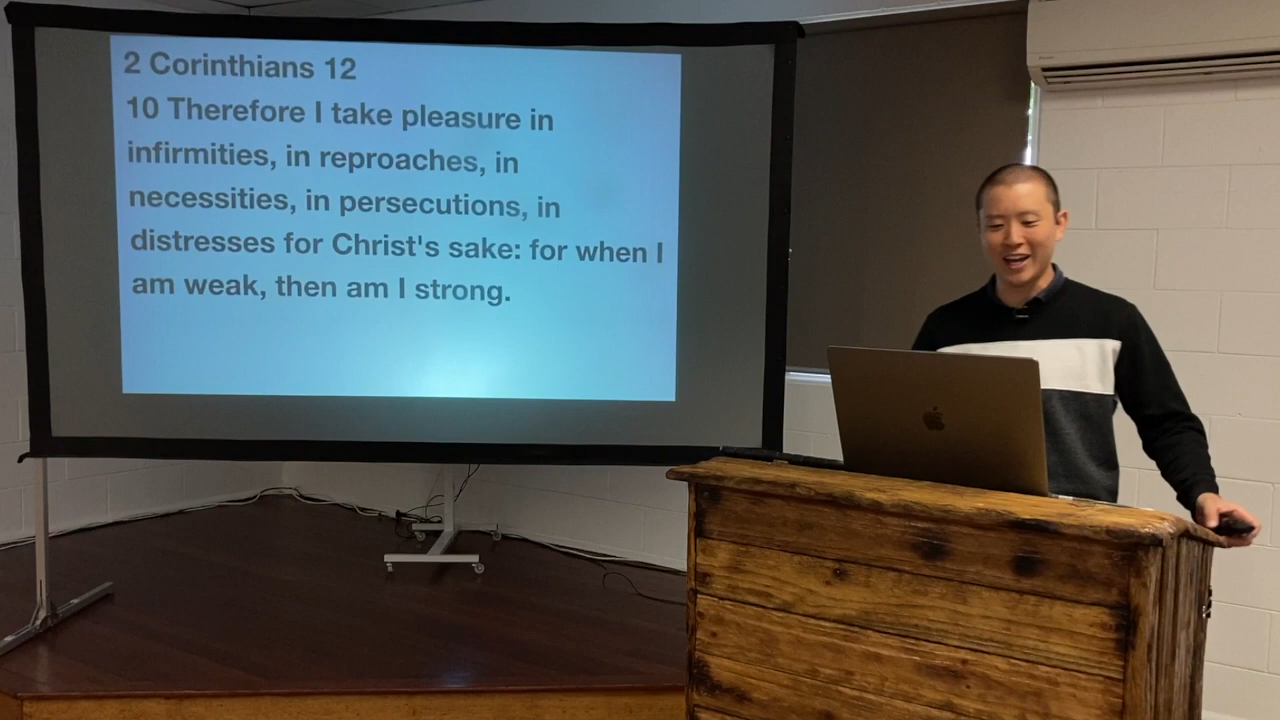 2 Corinthians 12
10 Therefore I take pleasure in
infirmities, in reproaches, in
necessities, in persecutions, in
distresses for Christ's sake: for when I
am weak, then am I strong.